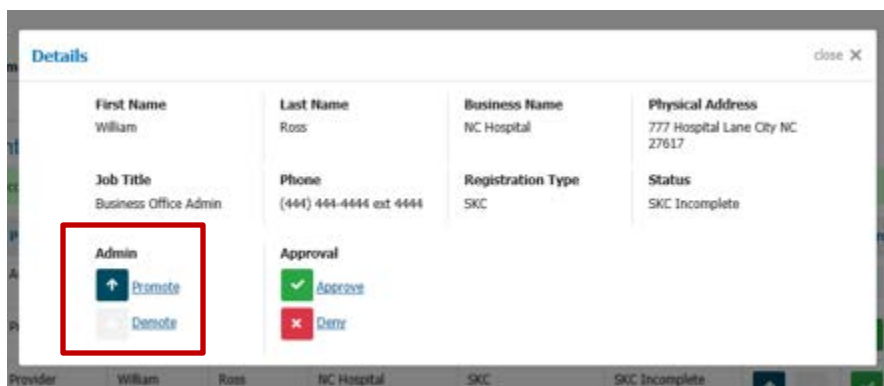 Details
close X
First Name
Last Name
Business Name
Physical Address
William
Ross
NC Hospital
777 Hospital Lane City NC
27617
Job Title
Phone
Registration Type
Status
Business Office Admin
(444) 444-4444 ext 4444
SKC
SKC Incomplete
Admin
Approval
Promote
Approve
Demote
Deny
Provider William Ross NC Hospital SKC SKC Incomplete